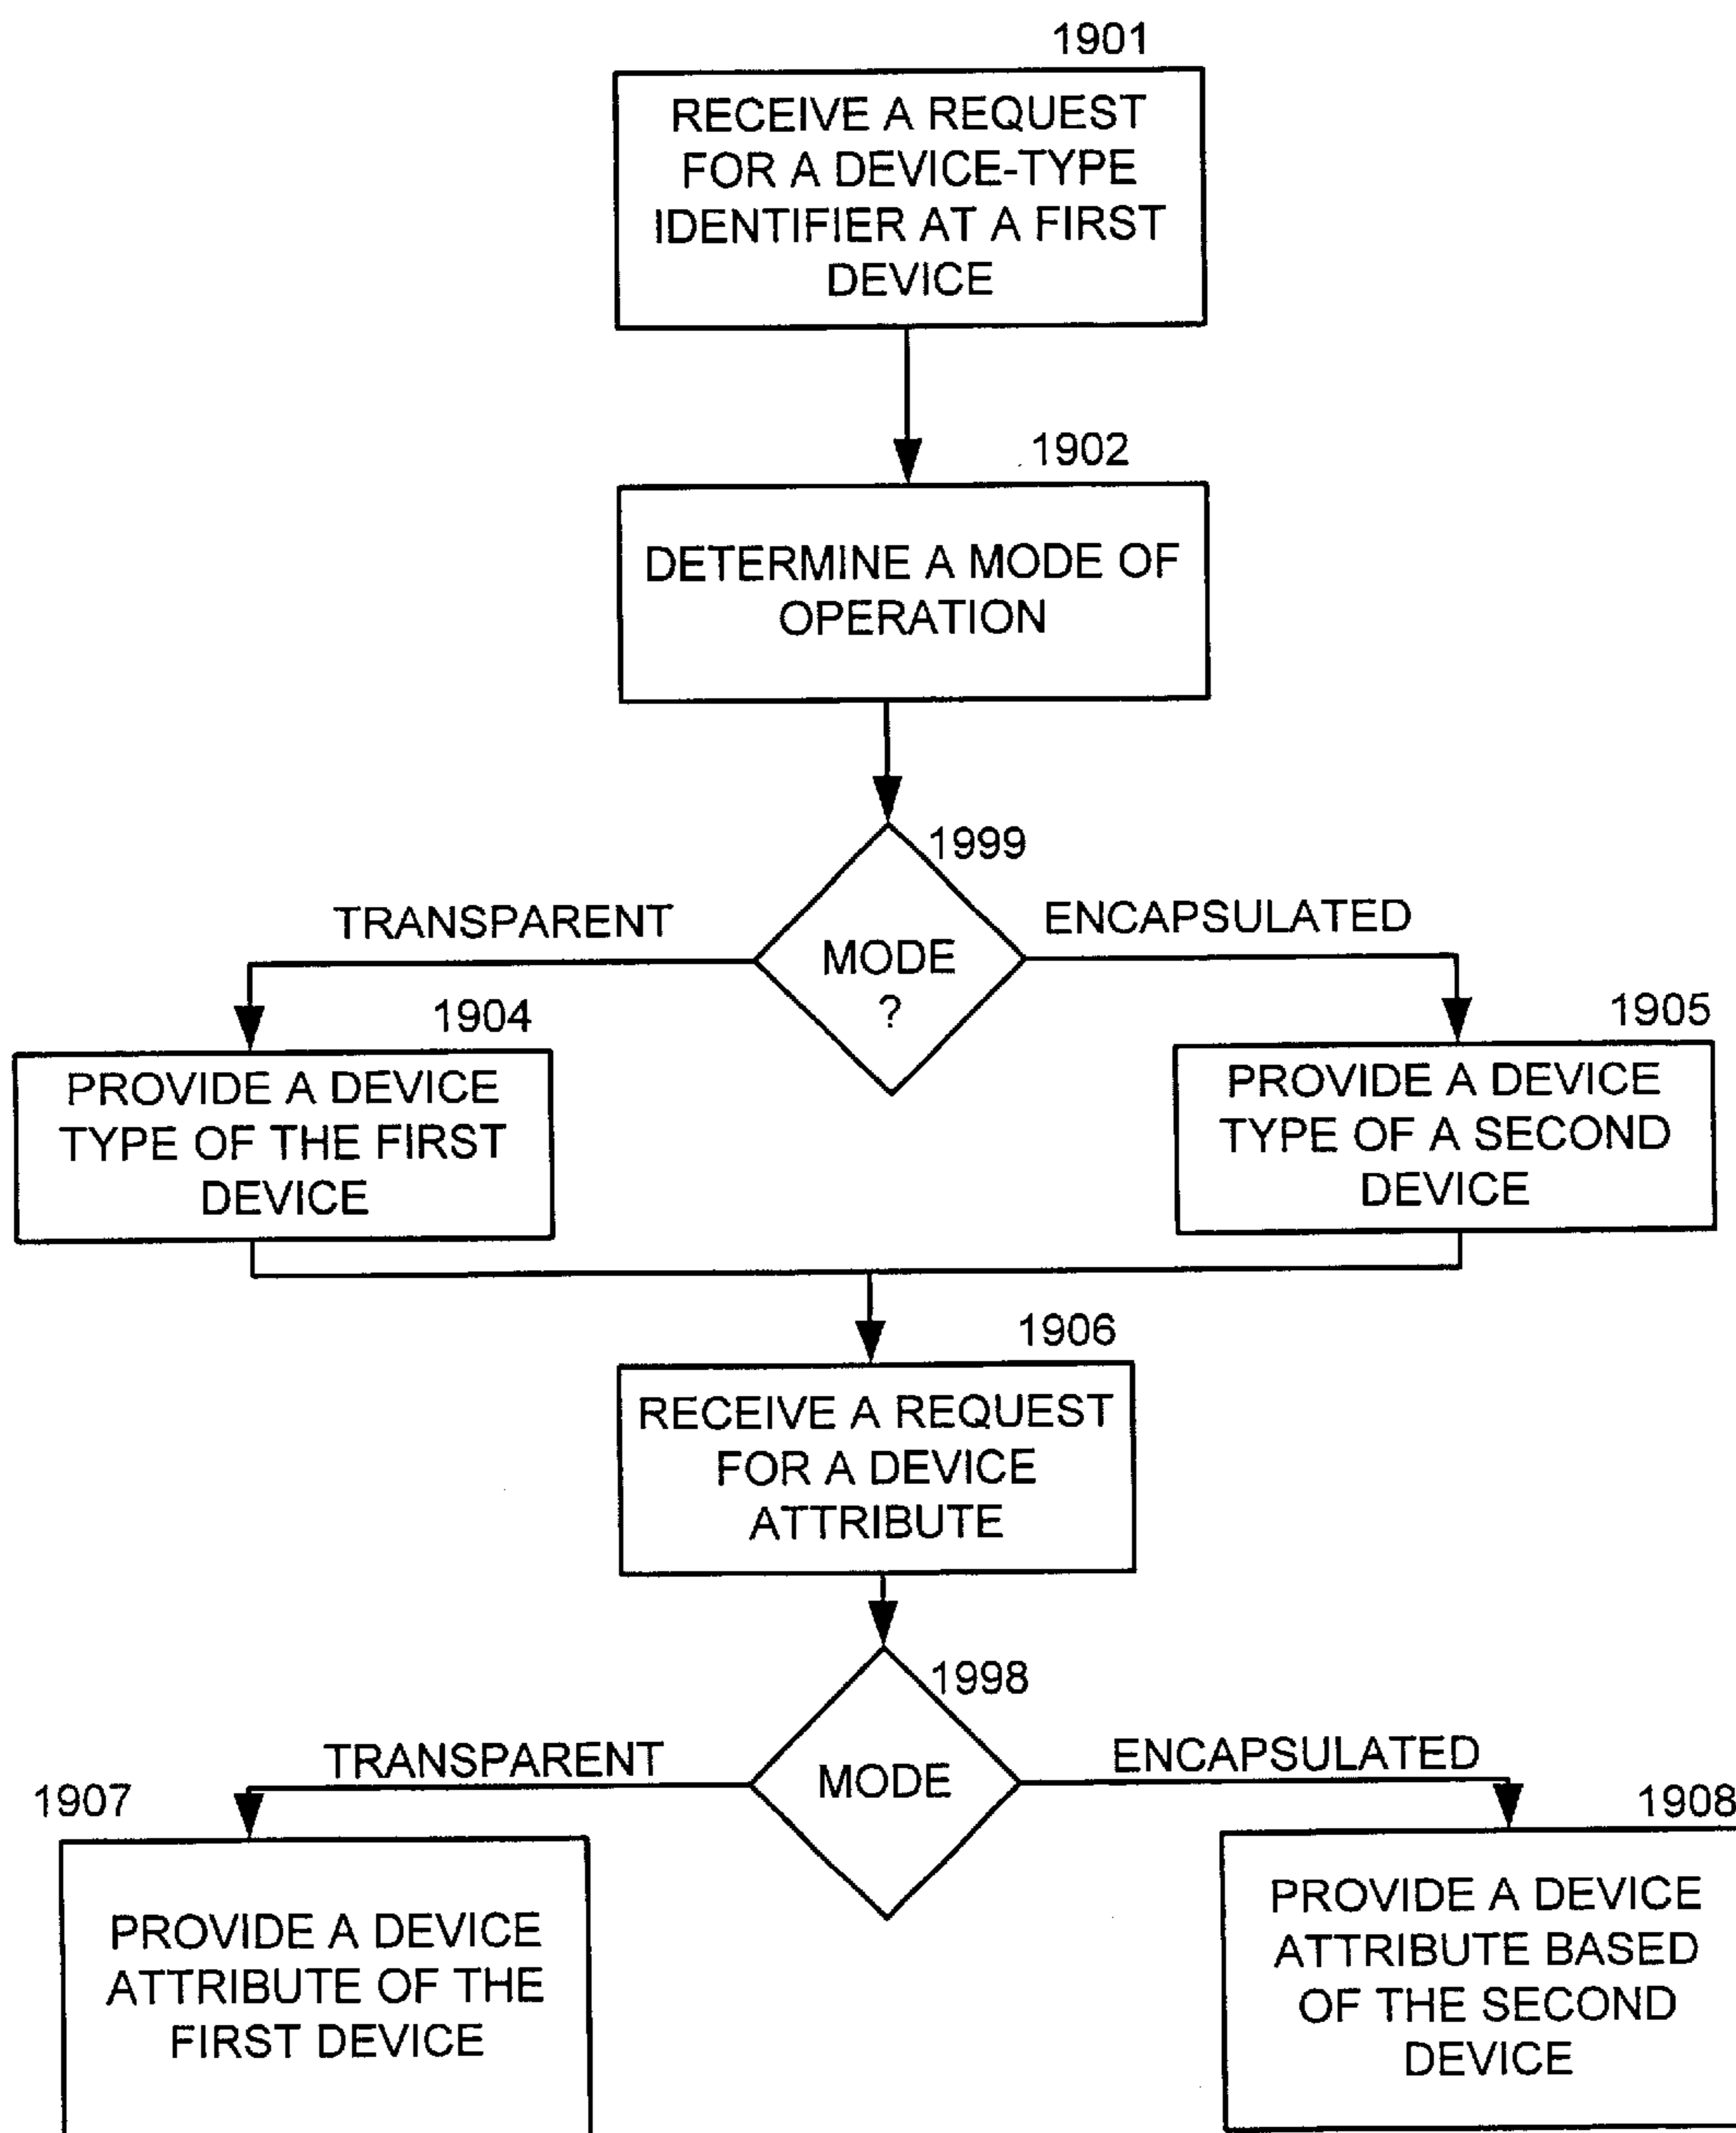 1901
RECEIVE A REQUEST
FOR A DEVICE-TYPE
IDENTIFIER AT A FIRST
DEVICE
1902
DETERMINE A MODE OF
OPERATION
1999
TRANSPARENT
ENCAPSULATED
MODE
?
1904
PROVIDE A DEVICE
TYPE OF THE FIRST
DEVICE
1905
PROVIDE A DEVICE
TYPE OF A SECOND
DEVICE
1906
RECEIVE A REQUEST
FOR A DEVICE
ATTRIBUTE
1998
TRANSPARENT
ENCAPSULATED
MODE
1907
PROVIDE A DEVICE
ATTRIBUTE OF THE
FIRST DEVICE
1908
PROVIDE A DEVICE
ATTRIBUTE BASED
OF THE SECOND
DEVICE